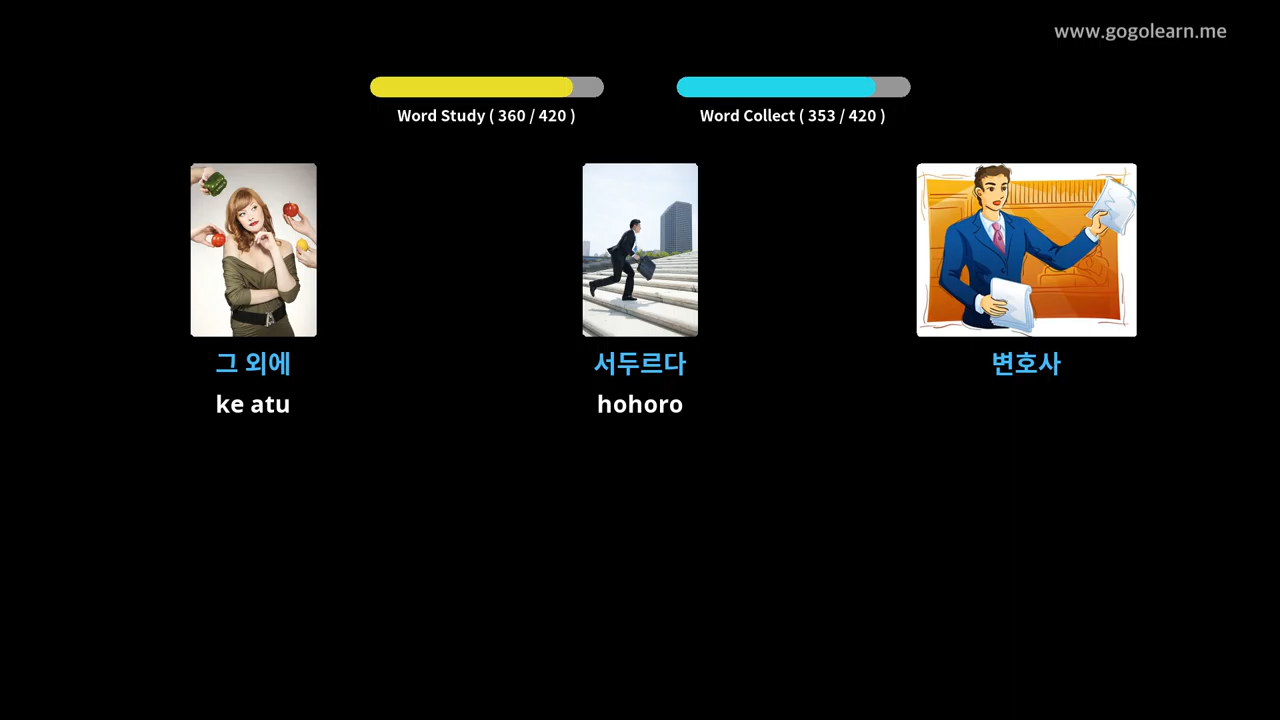 www.gogolearn.me
Word Study ( 360 / 420 )
Word Collect ( 353 / 420 )
그 외에
ke atu
서두르다
hohoro
변호사